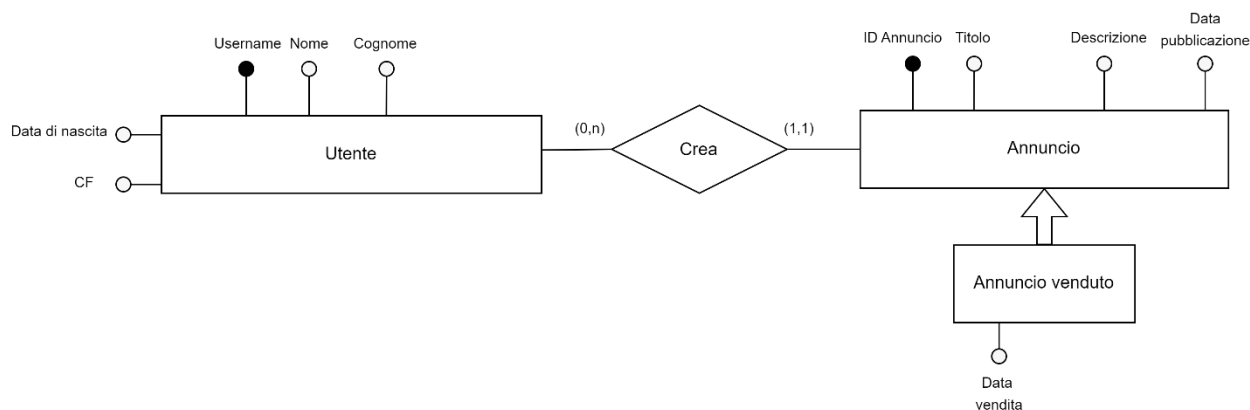 Username
Nome
Cognome
Data di nascita
CF
Utente
(0,n)
Crea
(1,1)
ID Annuncio
Titolo
Descrizione
Data
pubblicazione
Annuncio
Annuncio venduto
Data
vendita